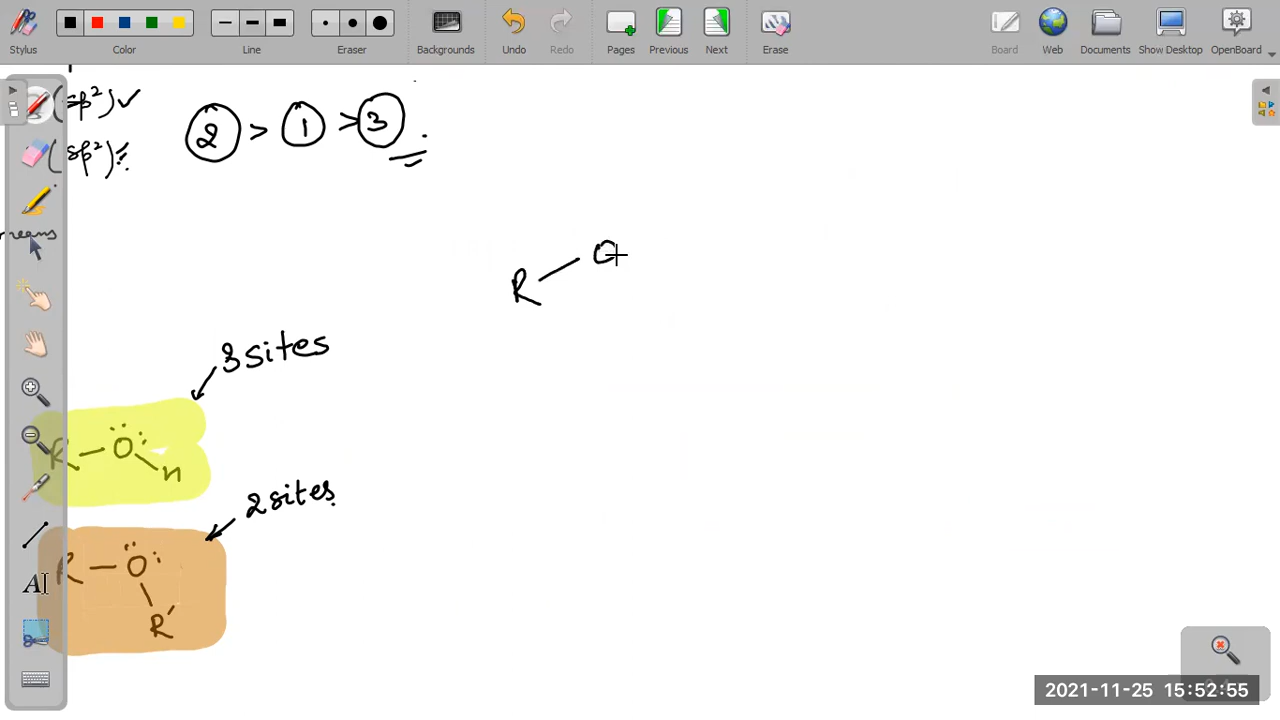 Stylus Color Line Eraser Backgrounds Undo Redo Pages Previous Next Erase Board Web Documents Show Desktop OpenBoard
(sp²)✓ 2 > 1 > 3
(sp²)
means
R — O
3 sites
R — Ö: H
2 sites
R — Ö:
R'
2021-11-25 15:52:55